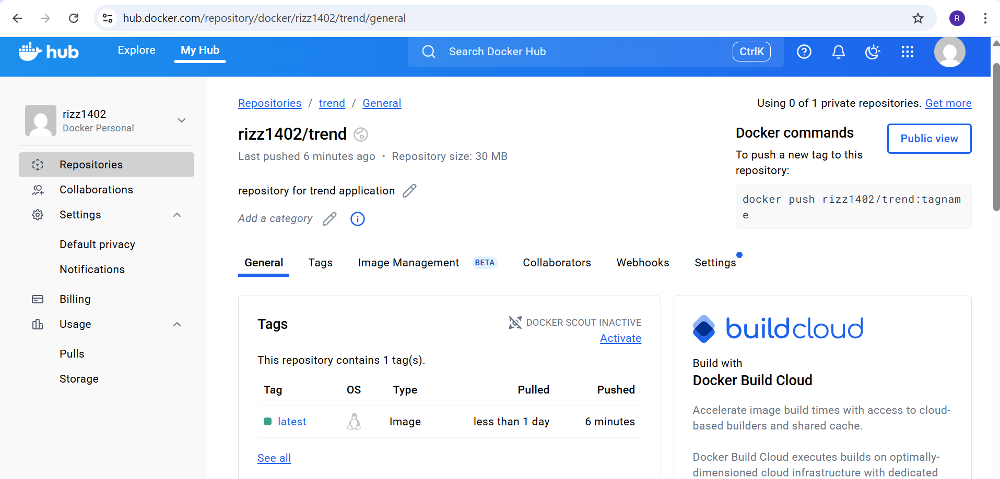 hub.docker.com/repository/docker/rizz1402/trend/general
R
hub
Explore
My Hub
Search Docker Hub
CtrlK
rizz1402
Docker Personal
Repositories
Collaborations
Settings
Default privacy
Notifications
Billing
Usage
Pulls
Storage
Repositories / trend / General
Using 0 of 1 private repositories. Get more
rizz1402/trend
Last pushed 6 minutes ago • Repository size: 30 MB
repository for trend application
Add a category
Docker commands
Public view
To push a new tag to this
repository:
docker push rizz1402/trend:tagnam
e
General Tags Image Management BETA Collaborators Webhooks Settings
Tags
DOCKER SCOUT INACTIVE
Activate
This repository contains 1 tag(s).
Tag OS Type Pulled Pushed
latest Image less than 1 day 6 minutes
See all
buildcloud
Build with
Docker Build Cloud
Accelerate image build times with access to cloud-
based builders and shared cache.
Docker Build Cloud executes builds on optimally-
dimensioned cloud infrastructure with dedicated